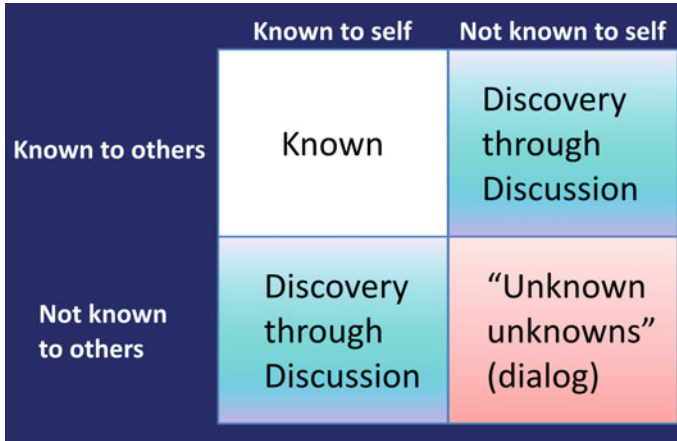 Known to self
Not known to self
Known to others
Known
Discovery
through
Discussion
Not known
to others
Discovery
through
Discussion
“Unknown
unknowns”
(dialog)